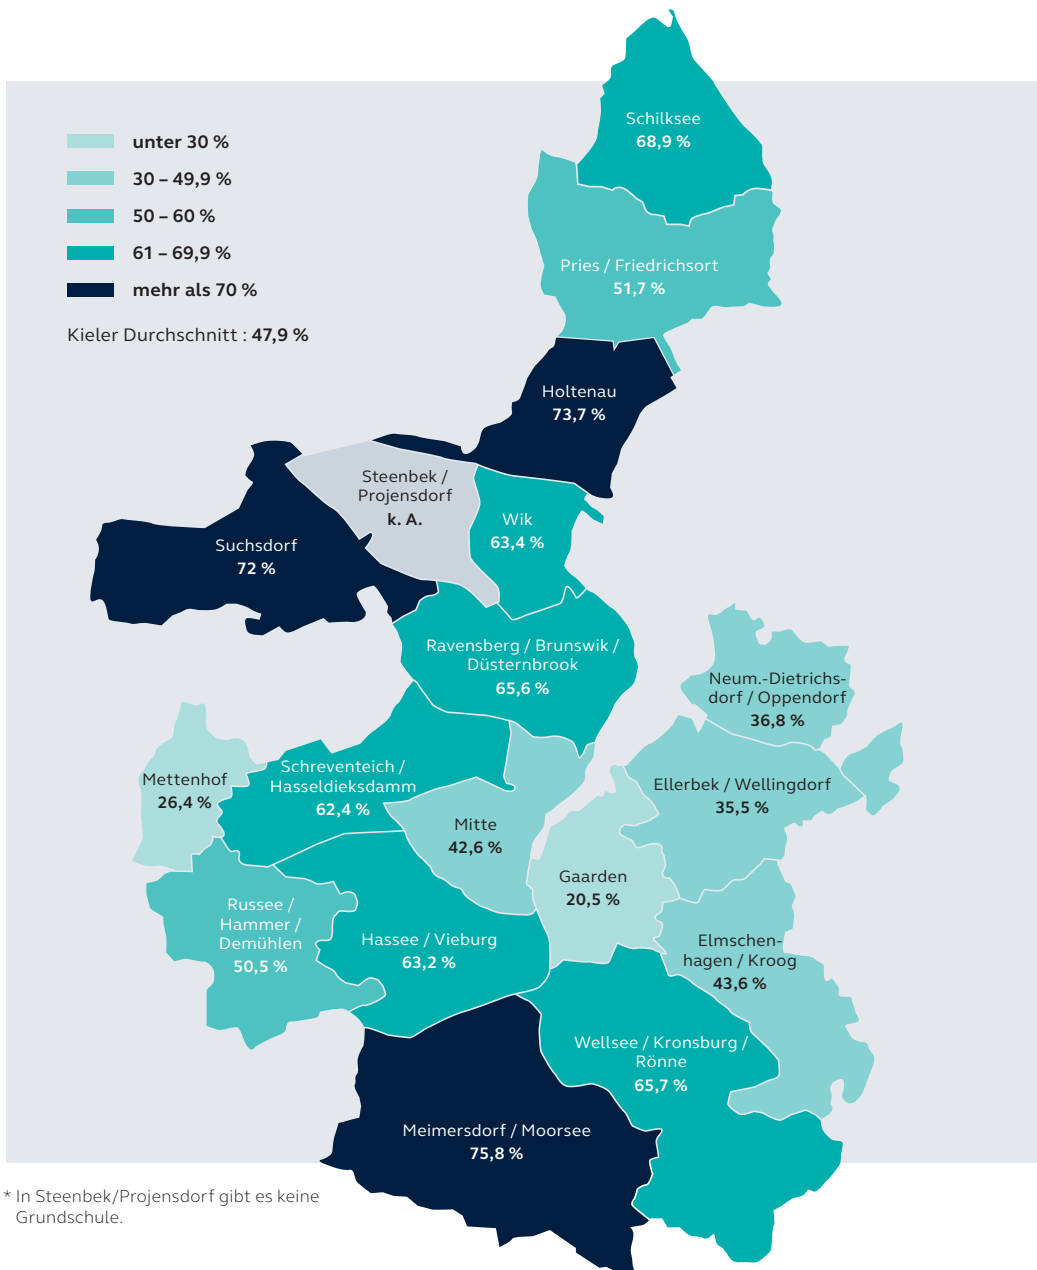 unter 30 %
30 – 49,9 %
50 – 60 %
61 – 69,9 %
mehr als 70 %
Kieler Durchschnitt : 47,9 %
Schilksee
68,9 %
Pries / Friedrichsort
51,7 %
Holtenau
73,7 %
Steenbek /
Projensdorf
k. A.
Wik
63,4 %
Suchsdorf
72 %
Ravensberg / Brunswik /
Düsternbrook
65,6 %
Neum.-Dietrichs-
dorf / Oppendorf
36,8 %
Mettenhof
26,4 %
Schreventeich /
Hasseldieksdamm
62,4 %
Ellerbek / Wellingdorf
35,5 %
Mitte
42,6 %
Gaarden
20,5 %
Russee /
Hammer /
Demühlen
50,5 %
Hassee / Vieburg
63,2 %
Elmschen-
hagen / Kroog
43,6 %
Wellsee / Kronsburg /
Rönne
65,7 %
Meimersdorf / Moorsee
75,8 %
* In Steenbek/Projensdorf gibt es keine
Grundschule.